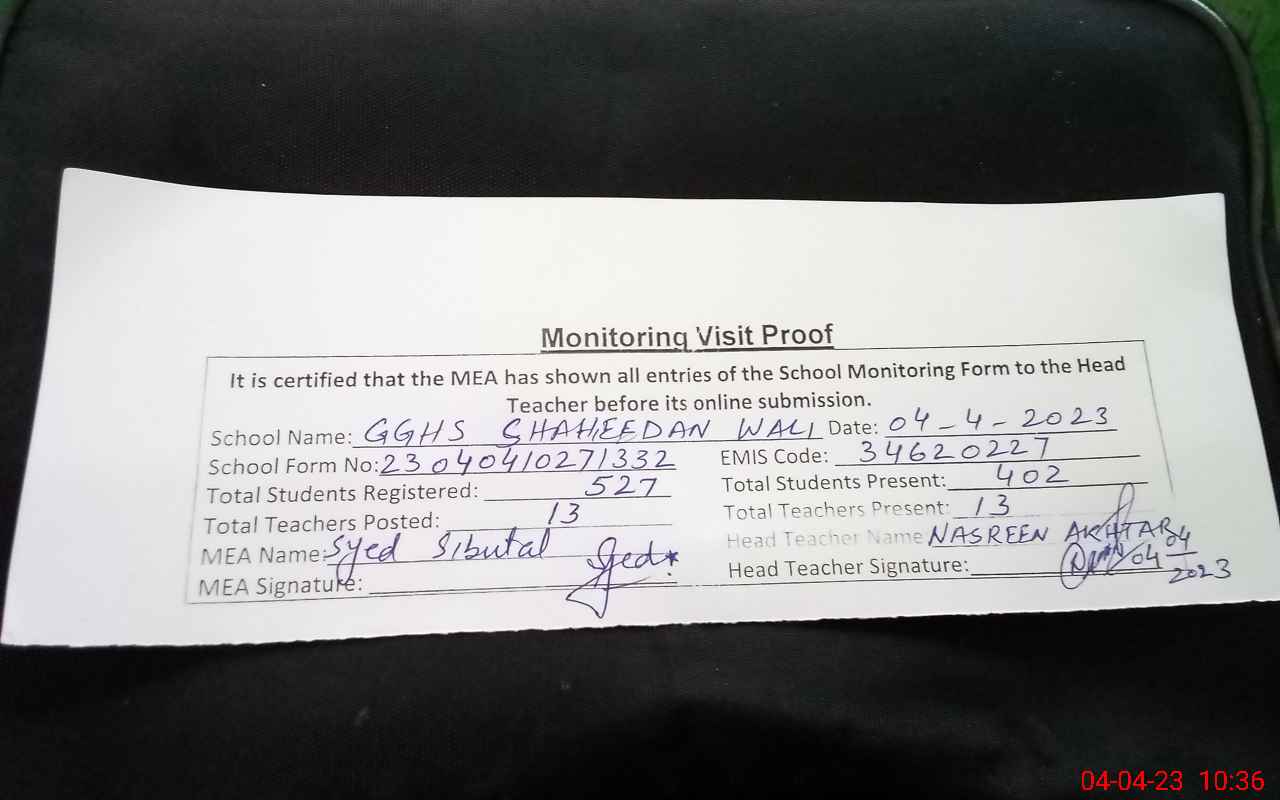 Monitoring Visit Proof
It is certified that the MEA has shown all entries of the School Monitoring Form to the Head
Teacher before its online submission.
School Name: GGHS SHAHEEDAN WALI Date: 04-4-2023
School Form No: 23040410271332 EMIS Code: 34620227
Total Students Registered: 527 Total Students Present: 402
Total Teachers Posted: 13 Total Teachers Present: 13
MEA Name: Syed Sibutal Head Teacher Name NASREEN AKHTAR
MEA Signature: Head Teacher Signature: 04/04/2023
04-04-23 10:36